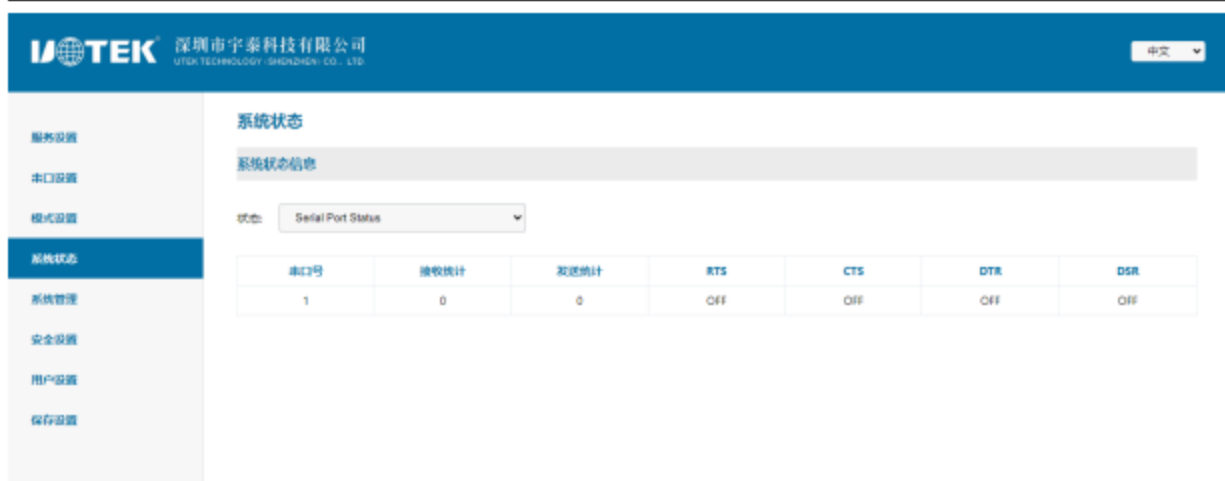 UTEK 深圳市宇泰科技有限公司
UTEK TECHNOLOGY (SHENZHEN) CO., LTD.
中文
服务设置
串口设置
模式设置
系统状态
系统管理
安全设置
用户设置
保存设置
系统状态
系统状态信息
状态: Serial Port Status
串口号 接收统计 发送统计 RTS CTS DTR DSR
1 0 0 OFF OFF OFF OFF